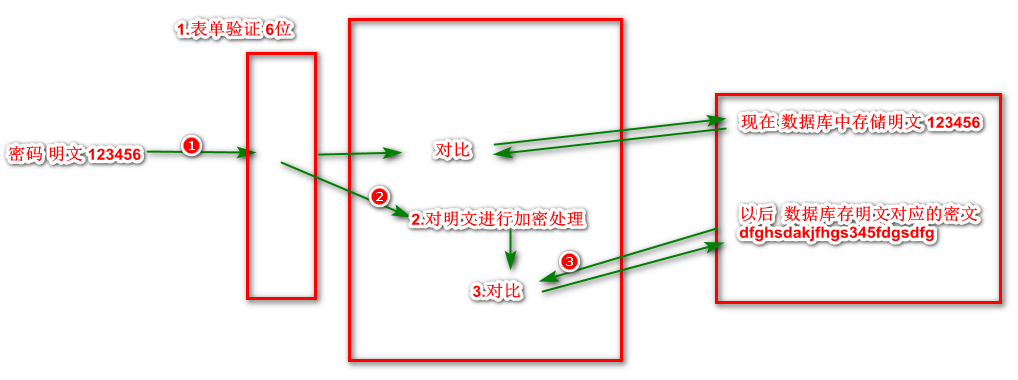 1.表单验证 6位
密码 明文 123456
1
对比
现在 数据库中存储明文 123456
2
2.对明文进行加密处理
以后 数据库存明文对应的密文
dfghsdakjfhgs345fdgsdfg
3
3.对比